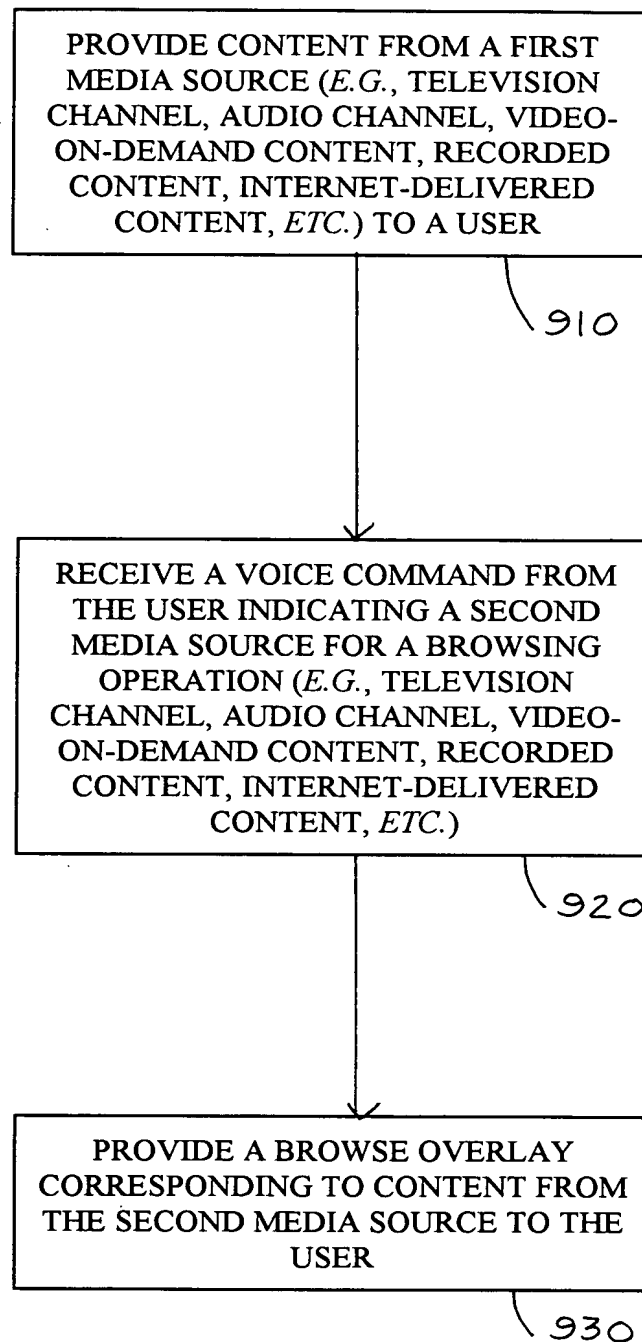 PROVIDE CONTENT FROM A FIRST
MEDIA SOURCE (E.G., TELEVISION
CHANNEL, AUDIO CHANNEL, VIDEO-
ON-DEMAND CONTENT, RECORDED
CONTENT, INTERNET-DELIVERED
CONTENT, ETC.) TO A USER
910
RECEIVE A VOICE COMMAND FROM
THE USER INDICATING A SECOND
MEDIA SOURCE FOR A BROWSING
OPERATION (E.G., TELEVISION
CHANNEL, AUDIO CHANNEL, VIDEO-
ON-DEMAND CONTENT, RECORDED
CONTENT, INTERNET-DELIVERED
CONTENT, ETC.)
920
PROVIDE A BROWSE OVERLAY
CORRESPONDING TO CONTENT FROM
THE SECOND MEDIA SOURCE TO THE
USER
930